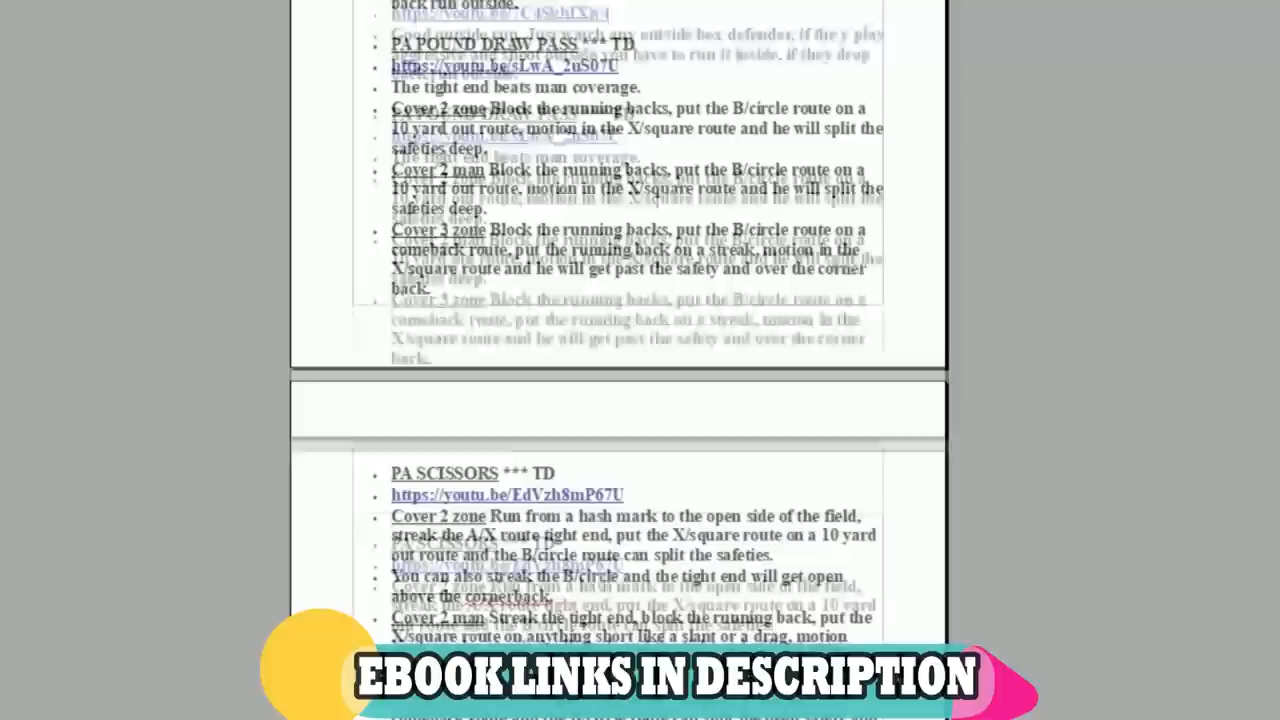 back run outside.
PA POUND DRAW PASS *** TD
https://youtu.be/sLwA_2uS07U
The tight end beats man coverage.
Cover 2 zone Block the running backs, put the B/circle route on a
10 yard out route, motion in the X/square route and he will split the
safeties deep.
Cover 2 man Block the running backs, put the B/circle route on a
10 yard out route, motion in the X/square route and he will split the
safeties deep.
Cover 3 zone Block the running backs, put the B/circle route on a
comeback route, put the running back on a streak, motion in the
X/square route and he will get past the safety and over the corner
back.
PA SCISSORS *** TD
https://youtu.be/EdVzh8mP67U
Cover 2 zone Run from a hash mark to the open side of the field,
streak the A/X route tight end, put the X/square route on a 10 yard
out route and the B/circle route can split the safeties.
You can also streak the B/circle and the tight end will get open
above the cornerback.
Cover 2 man Streak the tight end, block the running back, put the
X/square route on anything short like a slant or a drag, motion
EBOOK LINKS IN DESCRIPTION